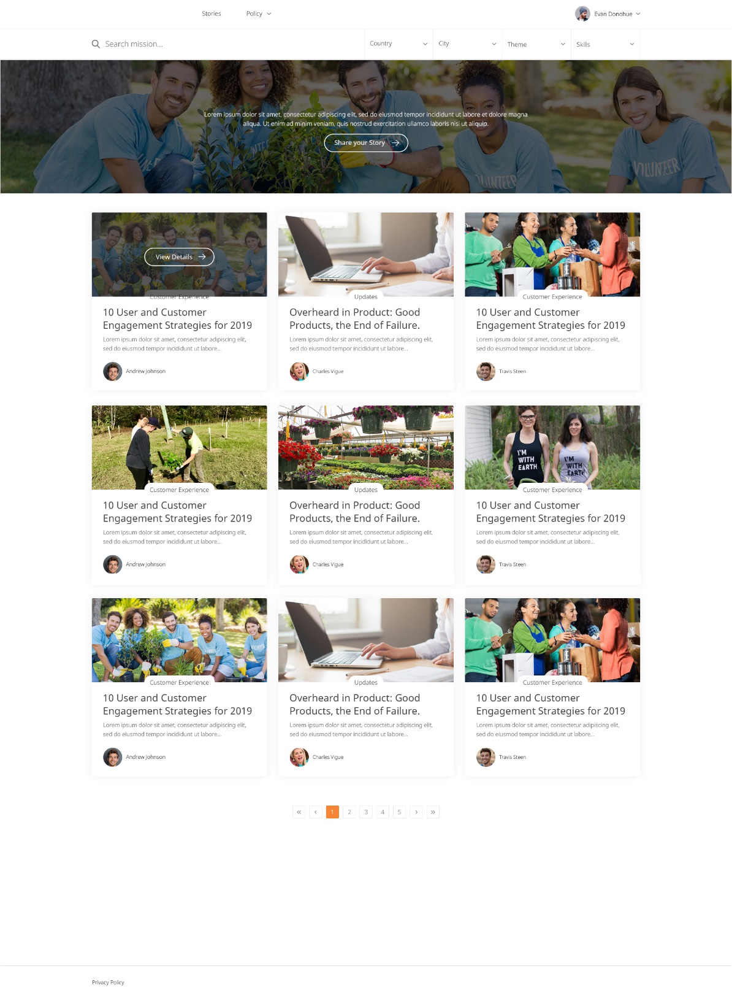 Stories
Policy
Evan Donohue
Search mission...
Country
City
Theme
Skills
Lorem ipsum dolor sit amet, consectetur adipiscing elit, sed do eiusmod tempor incididunt ut labore et dolore magna
aliqua. Ut enim ad minim veniam, quis nostrud exercitation ullamco laboris nisi ut aliquip.
Share your Story
VOLUNTEER
VOLUNTEER
View Details
Customer Experience
10 User and Customer
Engagement Strategies for 2019
Lorem ipsum dolor sit amet, consectetur adipiscing elit,
sed do eiusmod tempor incididunt ut labore...
Andrew Johnson
Updates
Overheard in Product: Good
Products, the End of Failure.
Lorem ipsum dolor sit amet, consectetur adipiscing elit,
sed do eiusmod tempor incididunt ut labore...
Charles Vigue
Customer Experience
10 User and Customer
Engagement Strategies for 2019
Lorem ipsum dolor sit amet, consectetur adipiscing elit,
sed do eiusmod tempor incididunt ut labore...
Travis Steen
Customer Experience
10 User and Customer
Engagement Strategies for 2019
Lorem ipsum dolor sit amet, consectetur adipiscing elit,
sed do eiusmod tempor incididunt ut labore...
Andrew Johnson
Updates
Overheard in Product: Good
Products, the End of Failure.
Lorem ipsum dolor sit amet, consectetur adipiscing elit,
sed do eiusmod tempor incididunt ut labore...
Charles Vigue
I'M
WITH
EARTH
I'M
WITH
EARTH
Customer Experience
10 User and Customer
Engagement Strategies for 2019
Lorem ipsum dolor sit amet, consectetur adipiscing elit,
sed do eiusmod tempor incididunt ut labore...
Travis Steen
Customer Experience
10 User and Customer
Engagement Strategies for 2019
Lorem ipsum dolor sit amet, consectetur adipiscing elit,
sed do eiusmod tempor incididunt ut labore...
Andrew Johnson
Updates
Overheard in Product: Good
Products, the End of Failure.
Lorem ipsum dolor sit amet, consectetur adipiscing elit,
sed do eiusmod tempor incididunt ut labore...
Charles Vigue
Customer Experience
10 User and Customer
Engagement Strategies for 2019
Lorem ipsum dolor sit amet, consectetur adipiscing elit,
sed do eiusmod tempor incididunt ut labore...
Travis Steen
« ‹ 1 2 3 4 5 › »
Privacy Policy